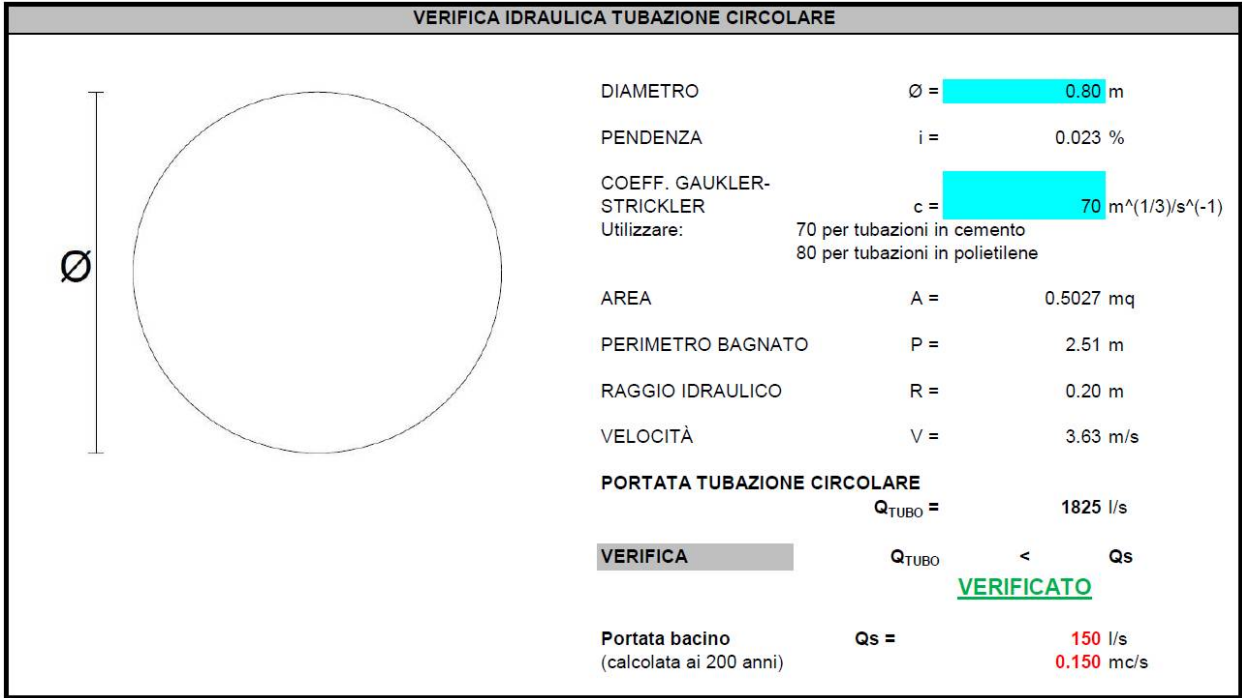 VERIFICA IDRAULICA TUBAZIONE CIRCOLARE
DIAMETRO Ø = 0.80 m
PENDENZA i = 0.023 %
COEFF. GAUKLER-
STRICKLER c = 70 m^(1/3)/s^(-1)
Utilizzare: 70 per tubazioni in cemento
80 per tubazioni in polietilene
Ø
AREA A = 0.5027 mq
PERIMETRO BAGNATO P = 2.51 m
RAGGIO IDRAULICO R = 0.20 m
VELOCITÀ V = 3.63 m/s
PORTATA TUBAZIONE CIRCOLARE
QTUBO = 1825 l/s
VERIFICA QTUBO < Qs
VERIFICATO
Portata bacino Qs = 150 l/s
(calcolata ai 200 anni) 0.150 mc/s